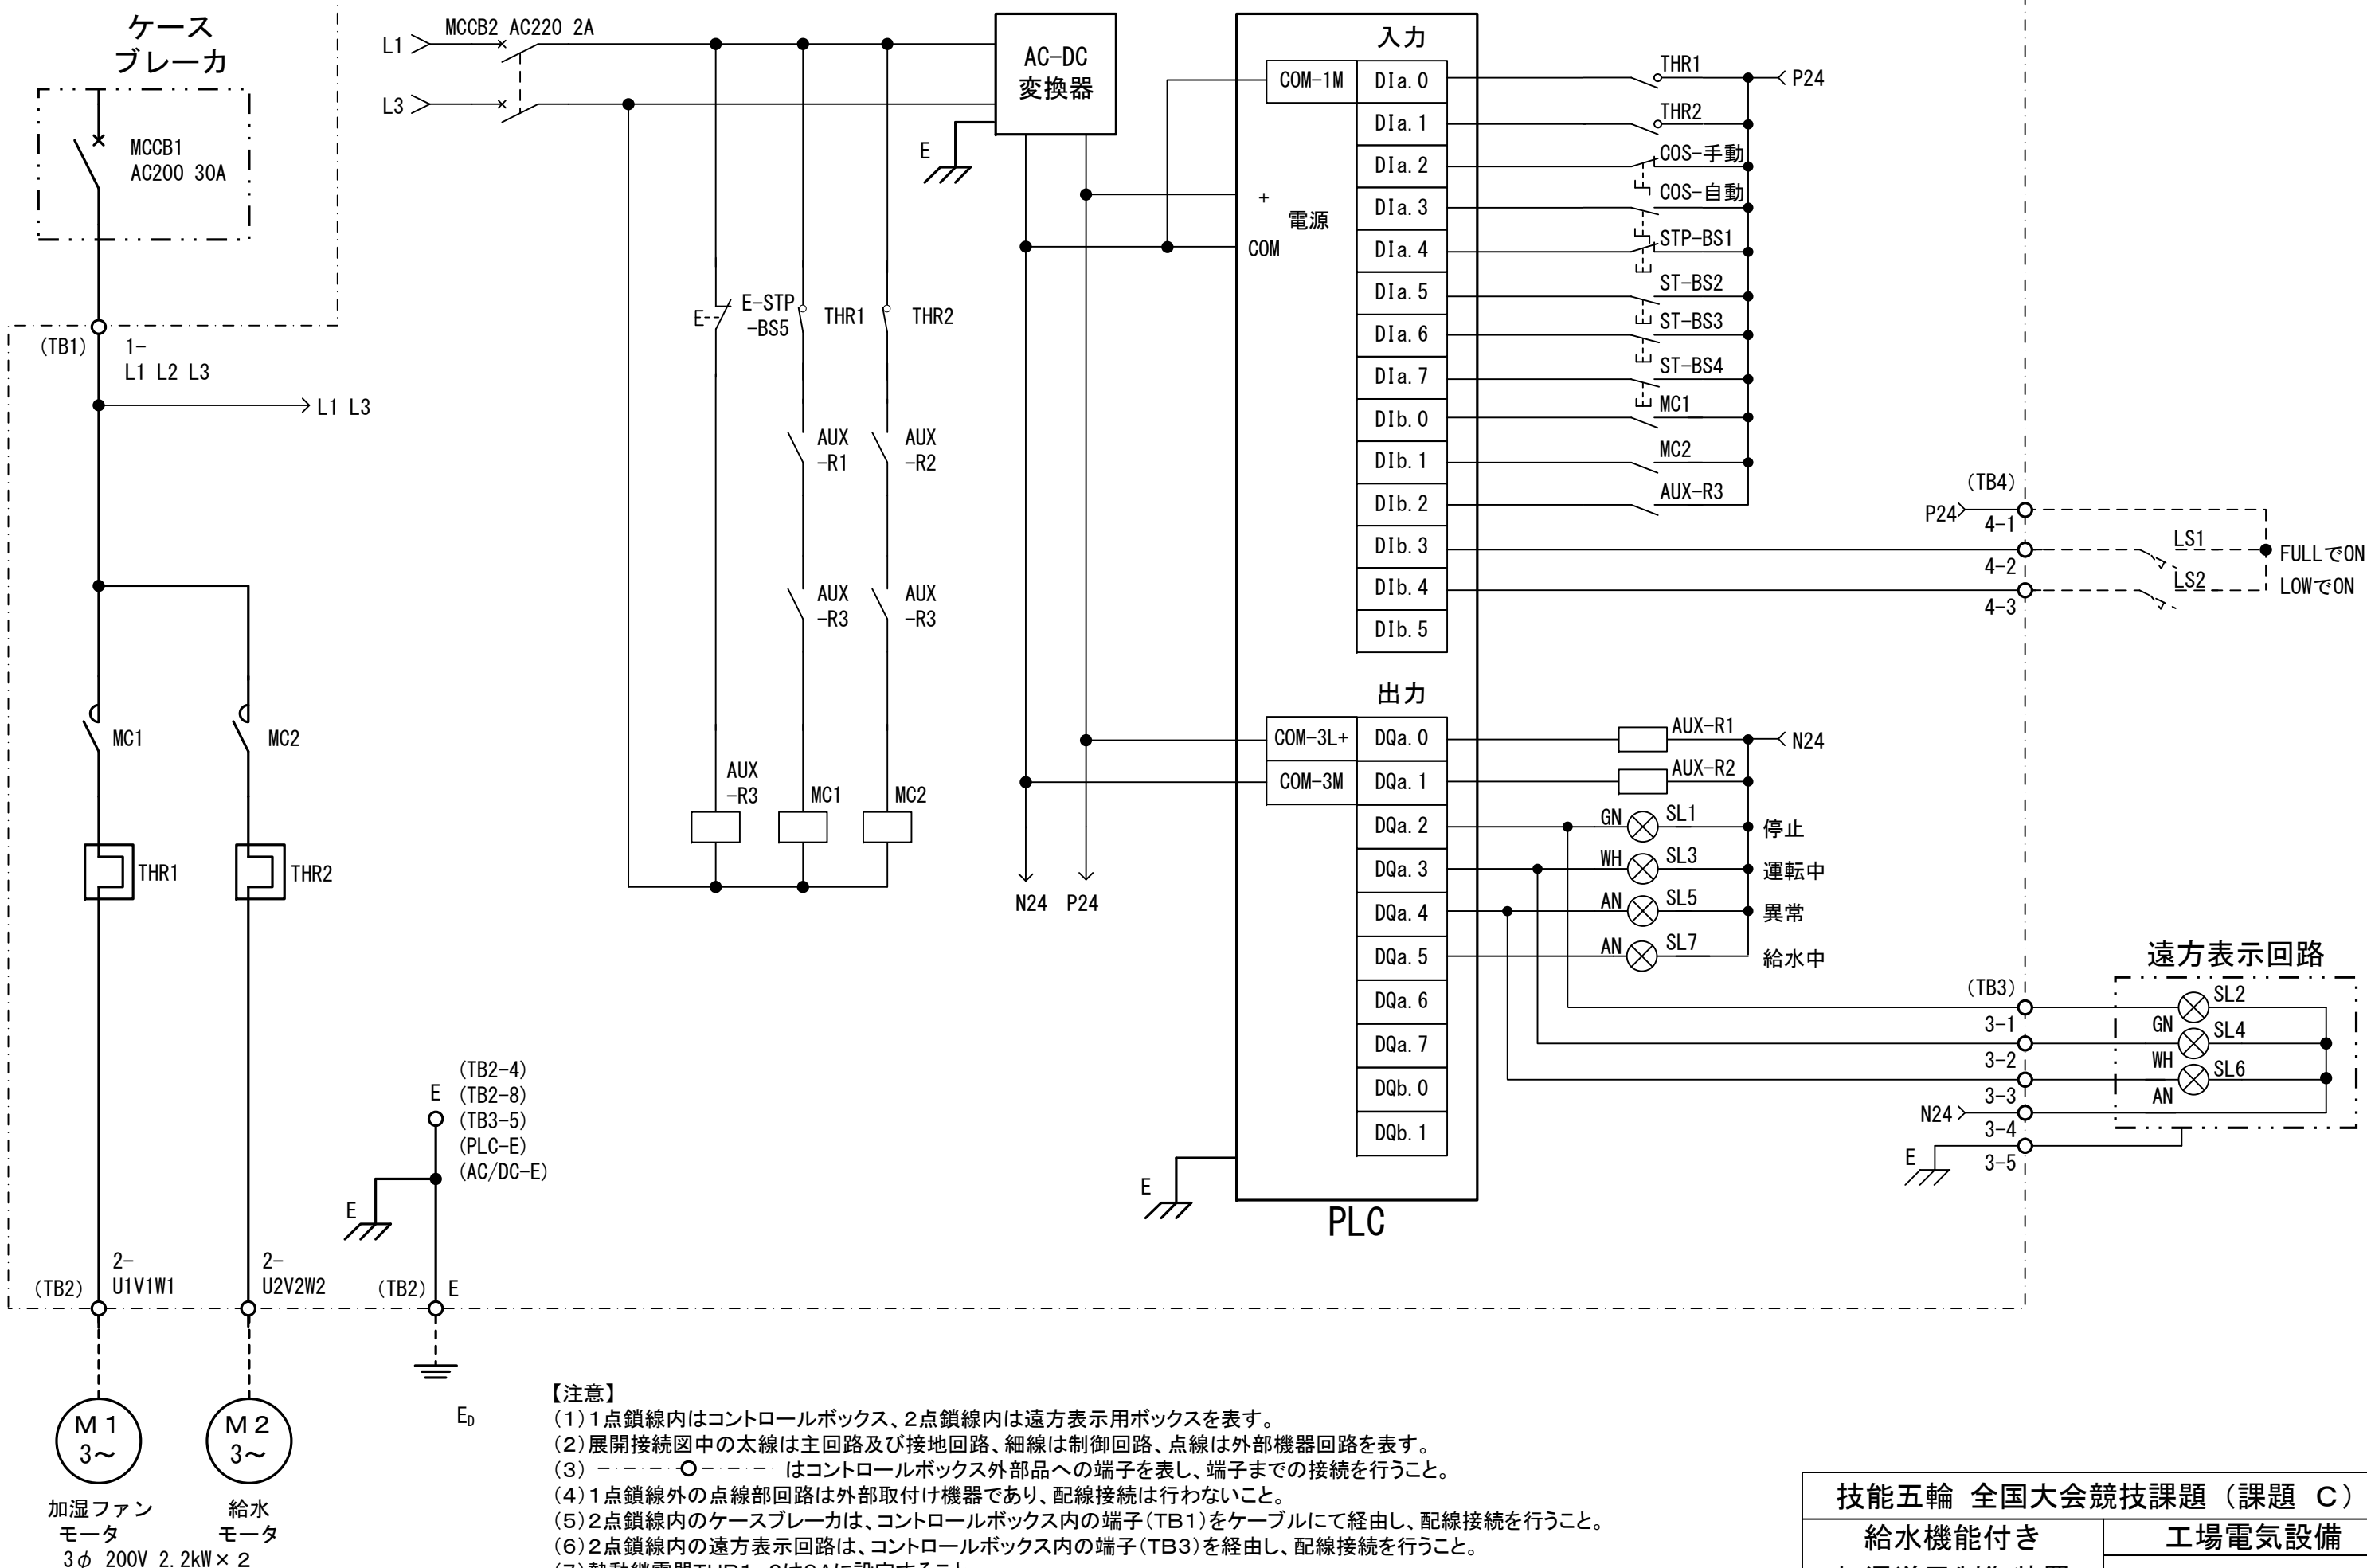 ケース
ブレーカ
MCCB1
AC200 30A
(TB1)
1-
L1 L2 L3
L1 L3
MC1
MC2
THR1
THR2
(TB2)
2-
U1V1W1
2-
U2V2W2
(TB2)
E
E
E
(TB2-4)
(TB2-8)
(TB3-5)
(PLC-E)
(AC/DC-E)
E_D
M1
3~
M2
3~
加湿ファン
モータ
給水
モータ
3φ 200V 2.2kW×2
L1
L3
MCCB2 AC220 2A
E
E-STP
-BS5
THR1
THR2
AUX
-R1
AUX
-R2
AUX
-R3
AUX
-R3
AUX
-R3
MC1
MC2
AC-DC
変換器
E
N24
P24
入力
COM-1M
+
電源
COM
DIa.0
DIa.1
DIa.2
DIa.3
DIa.4
DIa.5
DIa.6
DIa.7
DIb.0
DIb.1
DIb.2
DIb.3
DIb.4
DIb.5
出力
COM-3L+
COM-3M
DQa.0
DQa.1
DQa.2
DQa.3
DQa.4
DQa.5
DQa.6
DQa.7
DQb.0
DQb.1
E
PLC
THR1
P24
THR2
COS-手動
COS-自動
STP-BS1
ST-BS2
ST-BS3
ST-BS4
MC1
MC2
AUX-R3
(TB4)
P24
4-1
4-2
4-3
LS1
FULLでON
LS2
LOWでON
AUX-R1
N24
AUX-R2
GN
SL1
停止
WH
SL3
運転中
AN
SL5
異常
AN
SL7
給水中
遠方表示回路
(TB3)
3-1
3-2
3-3
N24
3-4
E
3-5
SL2
GN
SL4
WH
SL6
AN
【注意】
(1)1点鎖線内はコントロールボックス、2点鎖線内は遠方表示用ボックスを表す。
(2)展開接続図中の太線は主回路及び接地回路、細線は制御回路、点線は外部機器回路を表す。
(3) はコントロールボックス外部品への端子を表し、端子までの接続を行うこと。
(4)1点鎖線外の点線部回路は外部取付け機器であり、配線接続は行わないこと。
(5)2点鎖線内のケースブレーカは、コントロールボックス内の端子(TB1)をケーブルにて経由し、配線接続を行うこと。
(6)2点鎖線内の遠方表示回路は、コントロールボックス内の端子(TB3)を経由し、配線接続を行うこと。
技能五輪 全国大会競技課題 (課題 C)
給水機能付き
工場電気設備